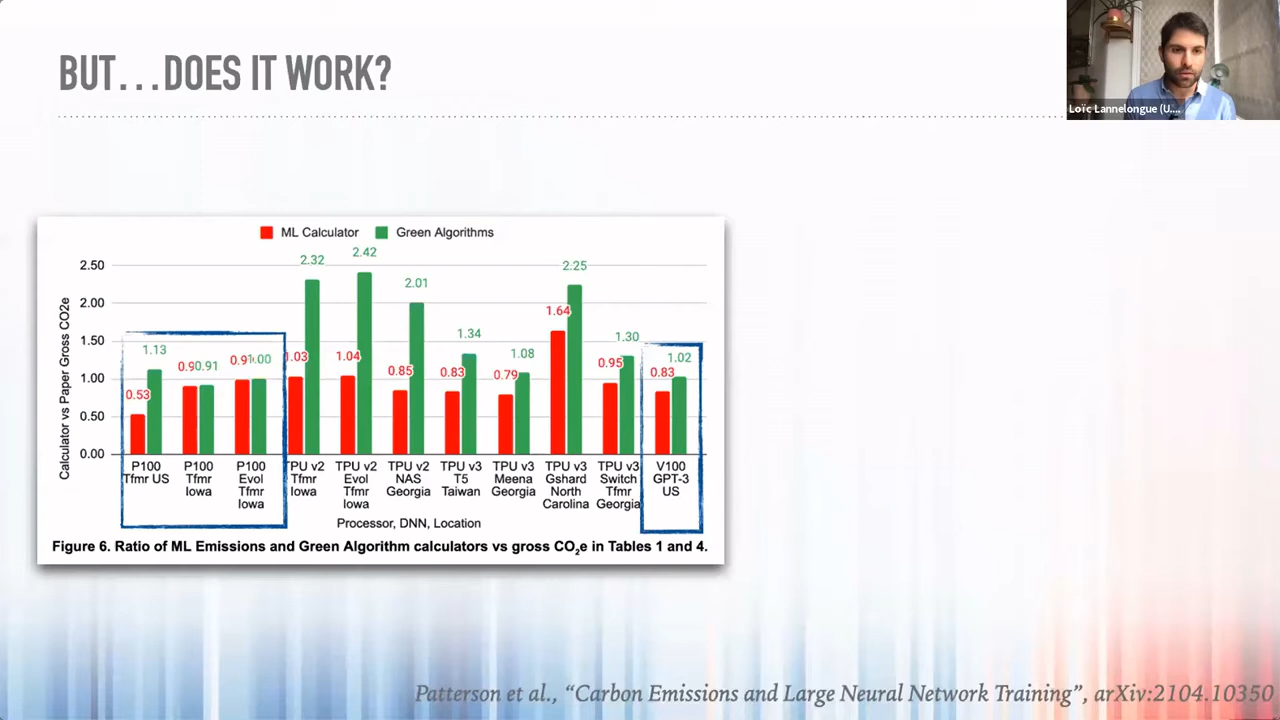 BUT...DOES IT WORK?
Loïc Lannelongue (U....
ML Calculator
Green Algorithms
Calculator vs Paper Gross CO2e
2.50
2.00
1.50
1.00
0.50
0.00
0.53
1.13
0.91
1.00
1.03
2.32
1.04
2.42
0.85
2.01
0.83
1.34
0.79
1.08
1.64
2.25
0.95
1.30
0.83
1.02
P100
Tfmr US
P100
Tfmr
Iowa
P100
Evol
Tfmr
Iowa
TPU v2
Tfmr
Iowa
TPU v2
Evol
Tfmr
Iowa
TPU v2
NAS
Georgia
TPU v3
T5
Taiwan
TPU v3
Meena
Georgia
TPU v3
Gshard
North
Carolina
TPU v3
Switch
Tfmr
Georgia
V100
GPT-3
US
Processor, DNN, Location
Figure 6. Ratio of ML Emissions and Green Algorithm calculators vs gross CO₂e in Tables 1 and 4.
Patterson et al., “Carbon Emissions and Large Neural Network Training”, arXiv:2104.10350